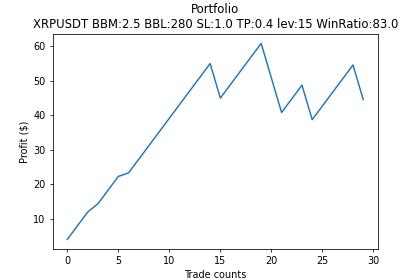 Portfolio
XRPUSDT BBM:2.5 BBL:280 SL:1.0 TP:0.4 lev:15 WinRatio:83.0
60
50
40
30
20
10
Profit ($)
0 5 10 15 20 25 30
Trade counts